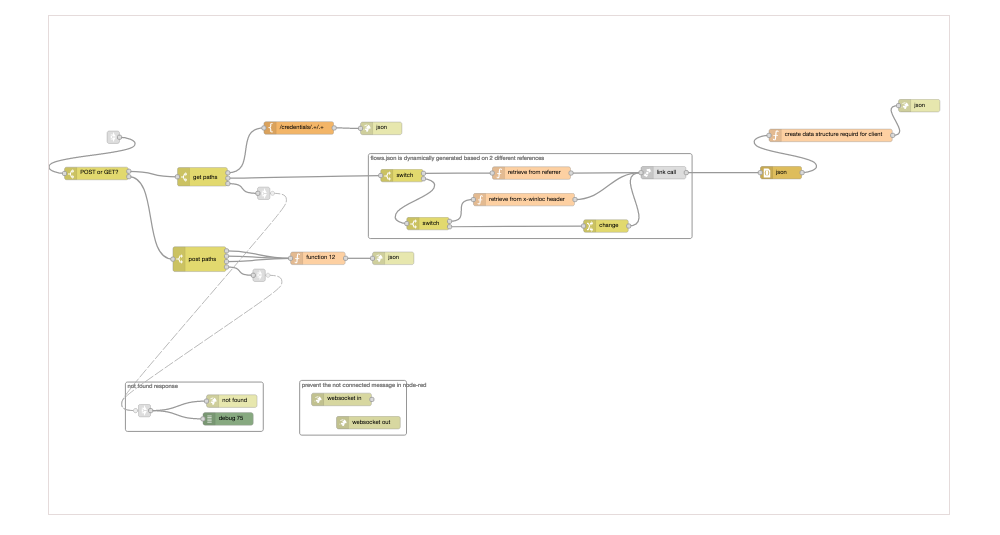 json
/credentials/.+/.+
json
create data structure requird for client
flows.json is dynamically generated based on 2 different references
POST or GET?
get paths
switch
retrieve from referrer
link call
json
retrieve from x-winloc header
switch
change
post paths
function 12
json
not found response
prevent the not connected message in node-red
not found
websocket in
debug 75
websocket out